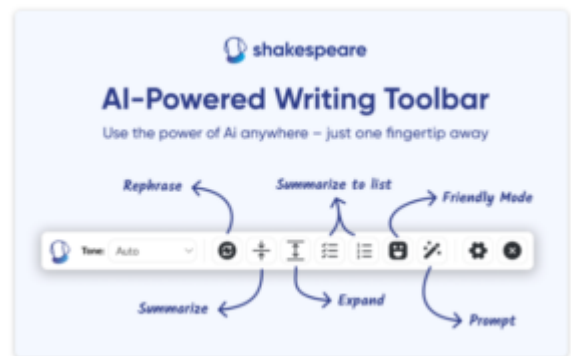 shakespeare
AI-Powered Writing Toolbar
Use the power of Ai anywhere – just one fingertip away
Rephrase
Summarize to list
Friendly Mode
Tone: Auto
Summarize
Expand
Prompt